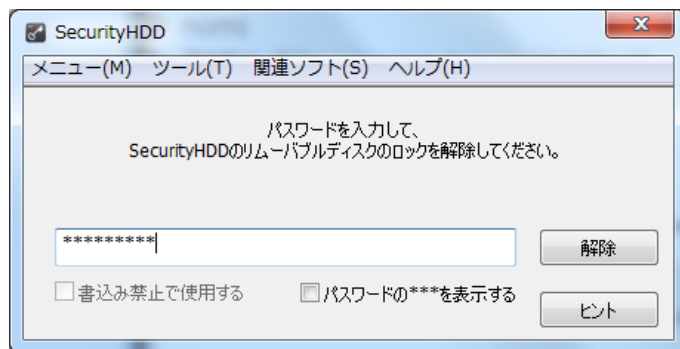 SecurityHDD
メニュー(M) ツール(T) 関連ソフト(S) ヘルプ(H)
パスワードを入力して、
SecurityHDDのリムーバブルディスクのロックを解除してください。
*********
解除
書込み禁止で使用する
パスワードの***を表示する
ヒント